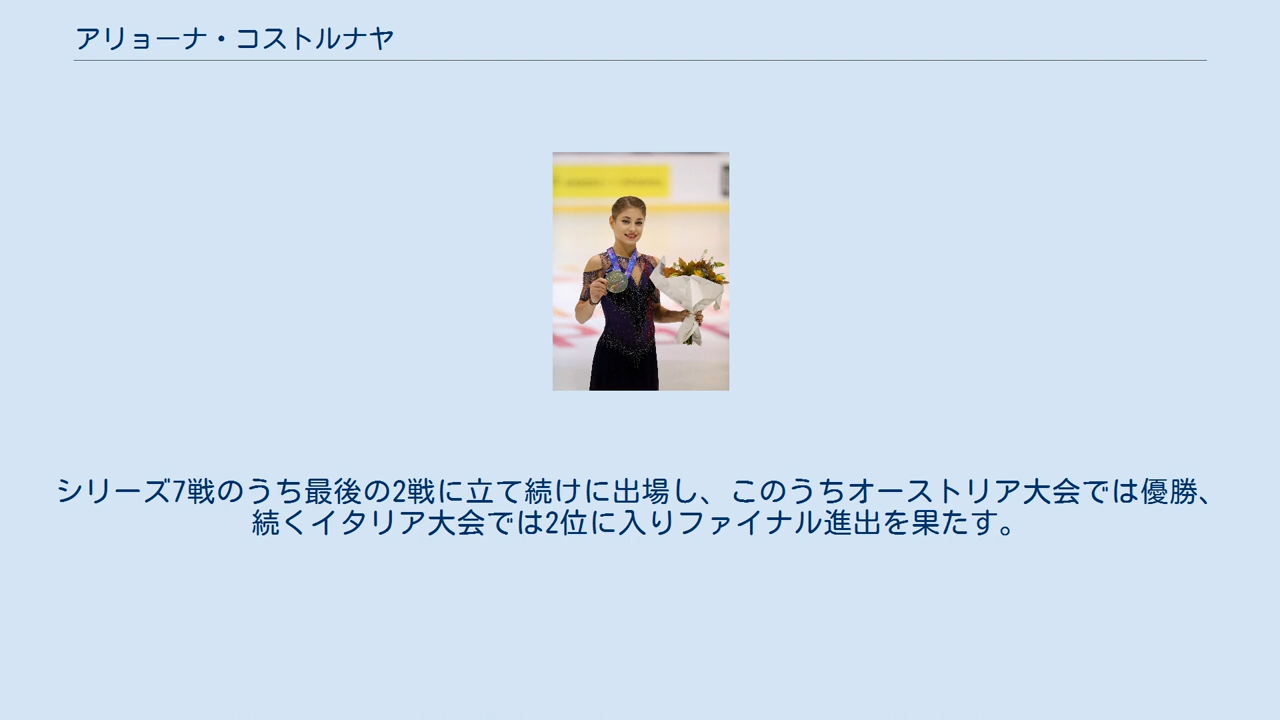 アリョーナ・コストルナヤ
シリーズ7戦のうち最後の2戦に立て続けに出場し、このうちオーストリア大会では優勝、
続くイタリア大会では2位に入りファイナル進出を果たす。